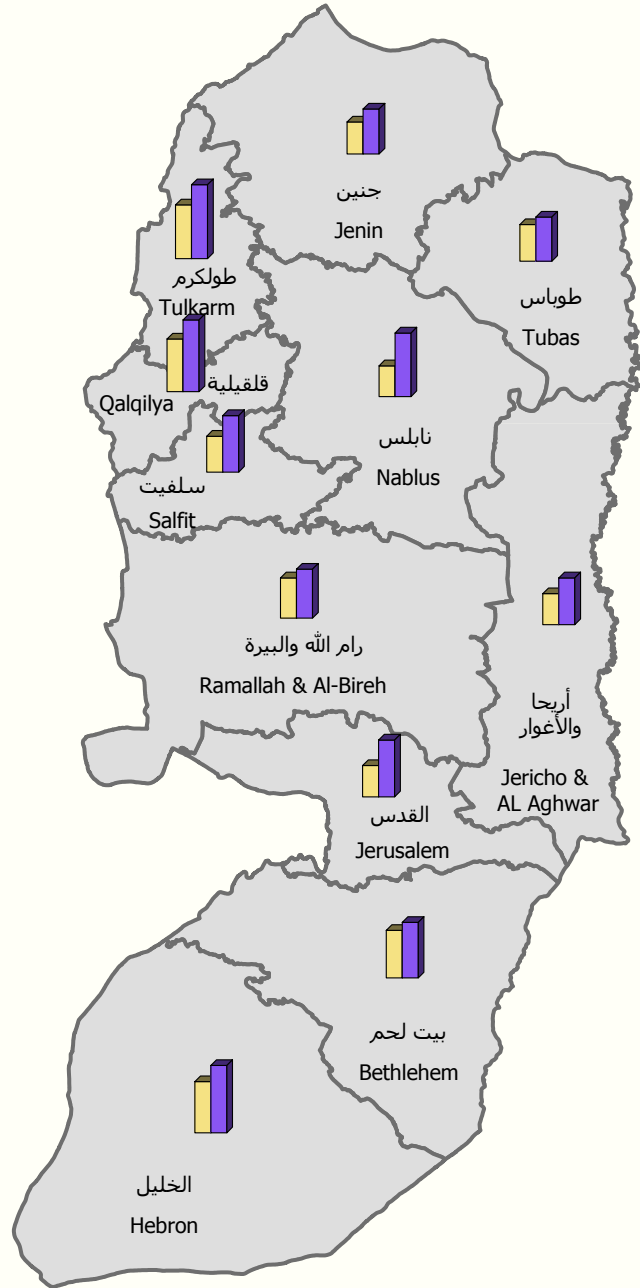 جنين
Jenin
طولكرم
Tulkarm
طوباس
Tubas
قلقيلية
Qalqilya
نابلس
Nablus
سلفيت
Salfit
رام الله والبيرة
Ramallah & Al-Bireh
أريحا
والأغوار
Jericho &
AL Aghwar
القدس
Jerusalem
بيت لحم
Bethlehem
الخليل
Hebron